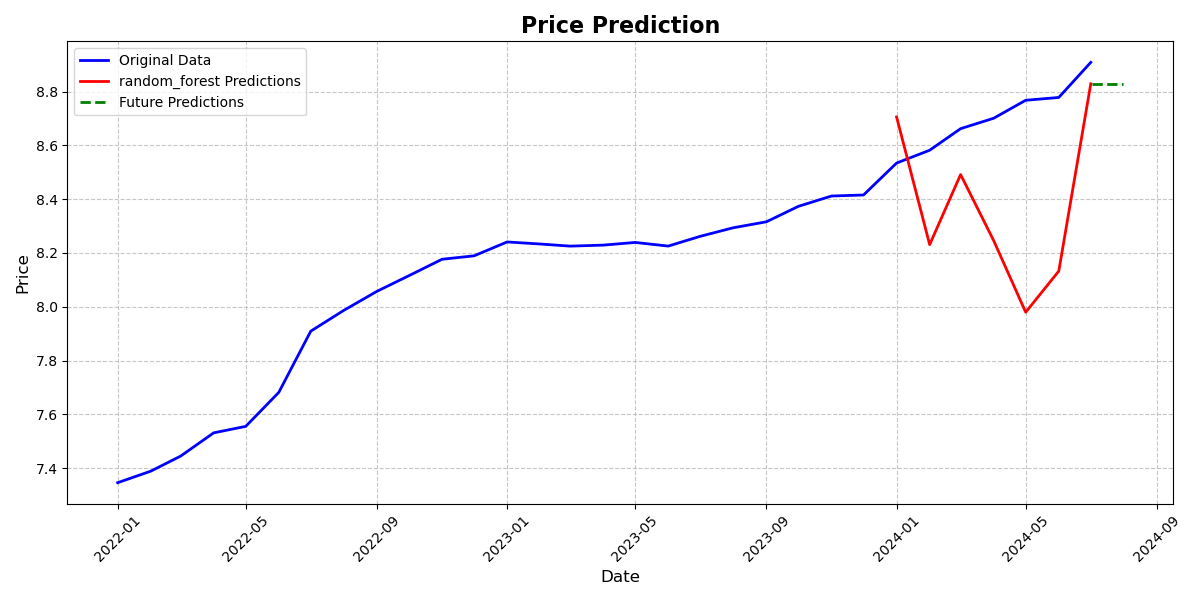 Price Prediction
Original Data
random_forest Predictions
Future Predictions
Price
8.8
8.6
8.4
8.2
8.0
7.8
7.6
7.4
2022-01
2022-05
2022-09
2023-01
2023-05
2023-09
2024-01
2024-05
2024-09
Date